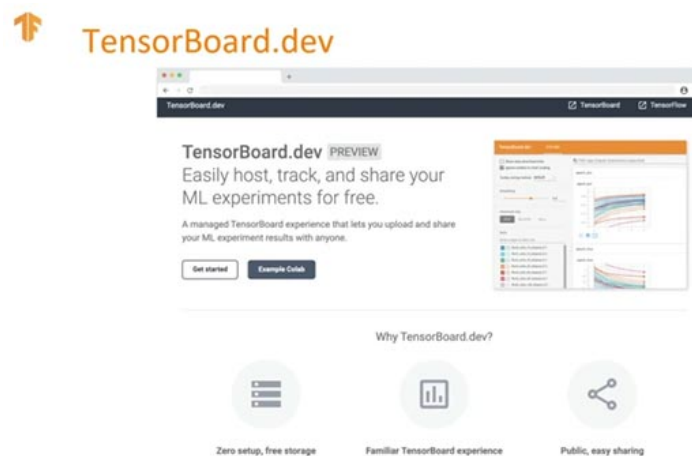 TensorBoard.dev
TensorBoard.dev
TensorBoard
TensorFlow
TensorBoard.dev PREVIEW
Easily host, track, and share your
ML experiments for free.
A managed TensorBoard experience that lets you upload and share
your ML experiment results with anyone.
Get started
Example Colab
Why TensorBoard.dev?
Zero setup, free storage
Familiar TensorBoard experience
Public, easy sharing